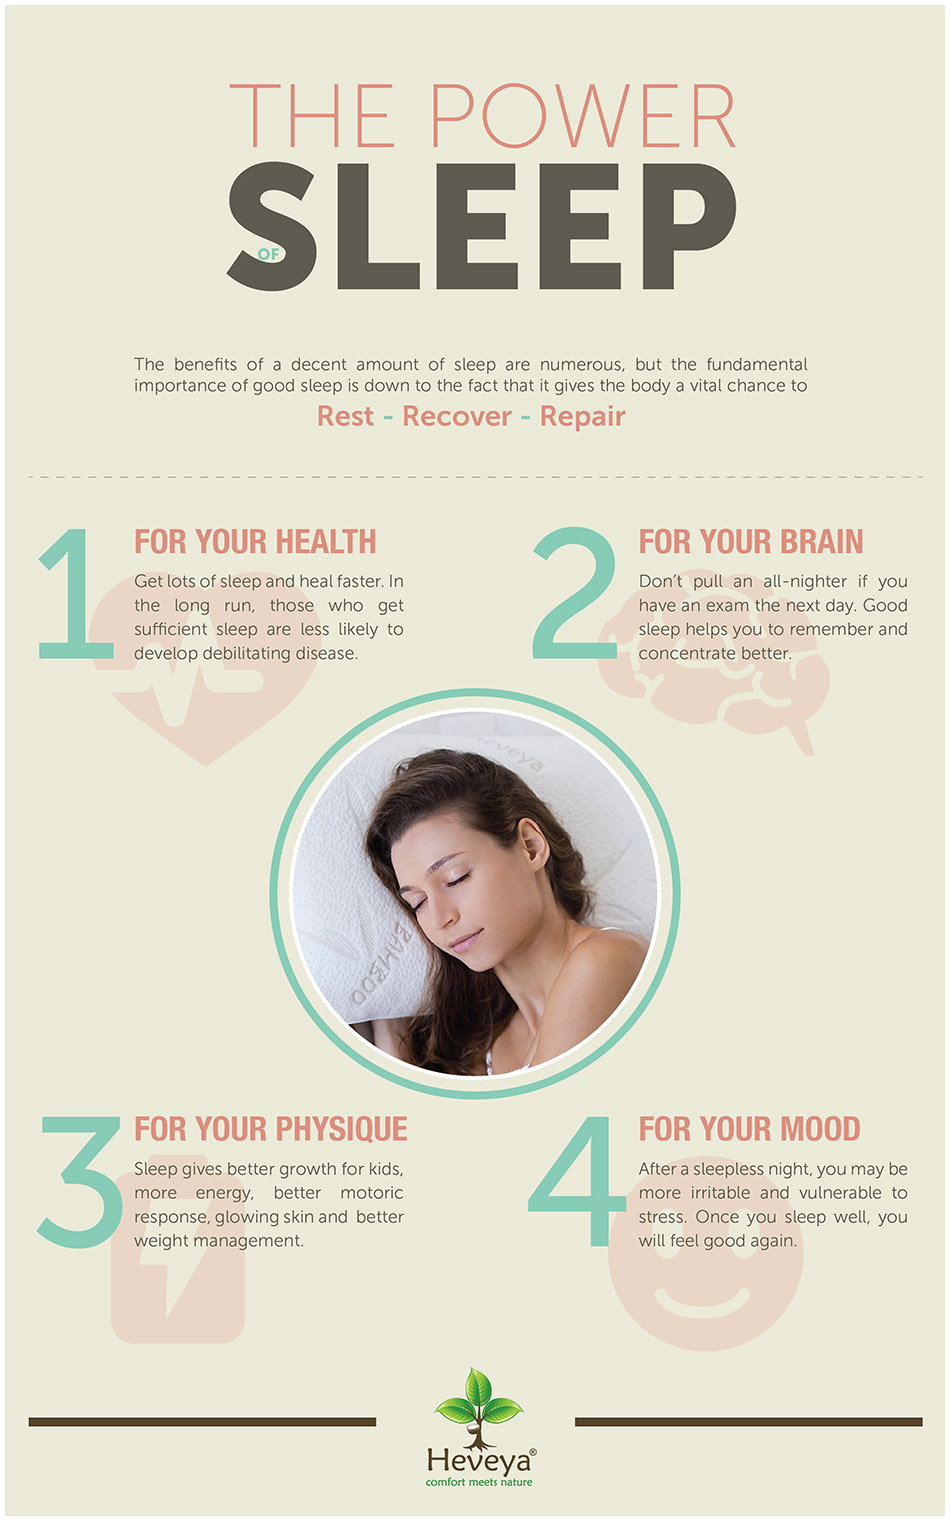 THE POWER
OF
SLEEP
The benefits of a decent amount of sleep are numerous, but the fundamental
importance of good sleep is down to the fact that it gives the body a vital chance to
Rest - Recover - Repair
1
FOR YOUR HEALTH
Get lots of sleep and heal faster. In
the long run, those who get
sufficient sleep are less likely to
develop debilitating disease.
2
FOR YOUR BRAIN
Don't pull an all-nighter if you
have an exam the next day. Good
sleep helps you to remember and
concentrate better.
heveya
BAMBOO
3
FOR YOUR PHYSIQUE
Sleep gives better growth for kids,
more energy, better motoric
response, glowing skin and better
weight management.
4
FOR YOUR MOOD
After a sleepless night, you may be
more irritable and vulnerable to
stress. Once you sleep well, you
will feel good again.
Heveya®
comfort meets nature